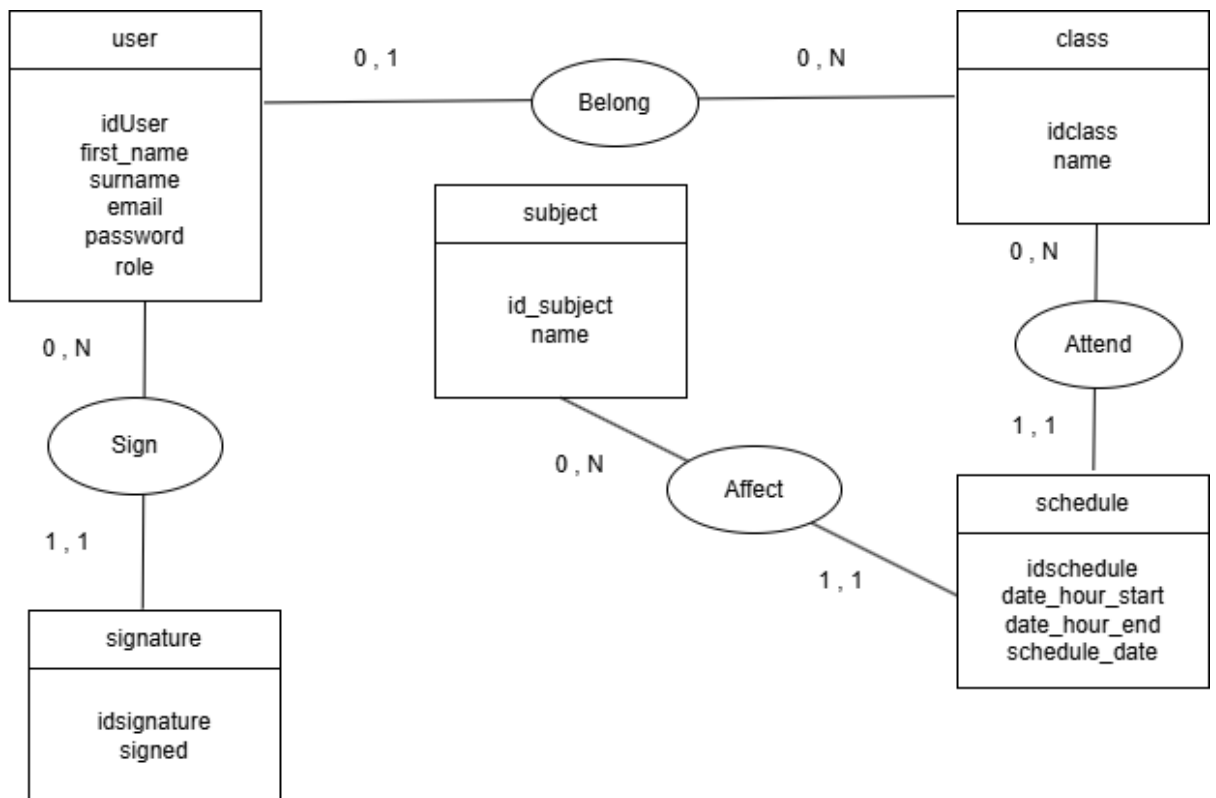 user
idUser
first_name
surname
email
password
role
0 , 1
Belong
0 , N
class
idclass
name
subject
id_subject
name
0 , N
Attend
1 , 1
0 , N
Sign
1 , 1
0 , N
Affect
1 , 1
schedule
idschedule
date_hour_start
date_hour_end
schedule_date
signature
idsignature
signed